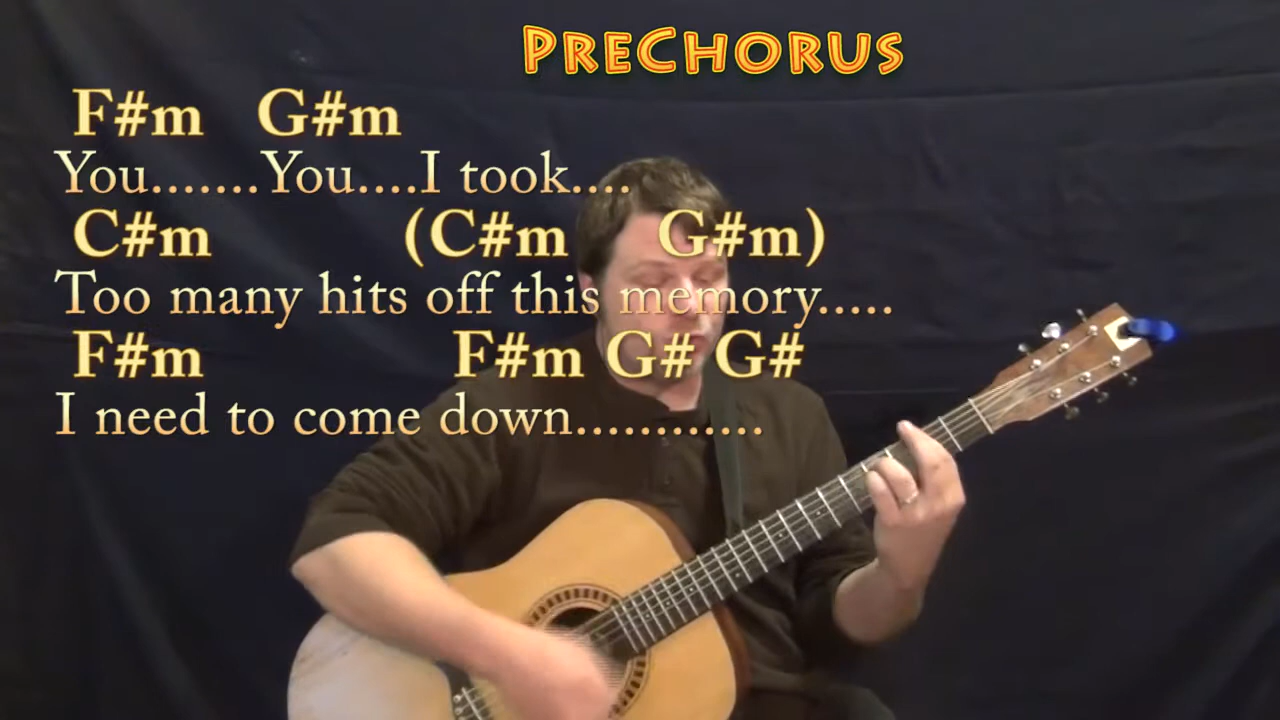 PRECHORUS
F#m G#m
You.......You....I took....
C#m (C#m G#m)
Too many hits off this memory.....
F#m F#m G# G#
I need to come down............